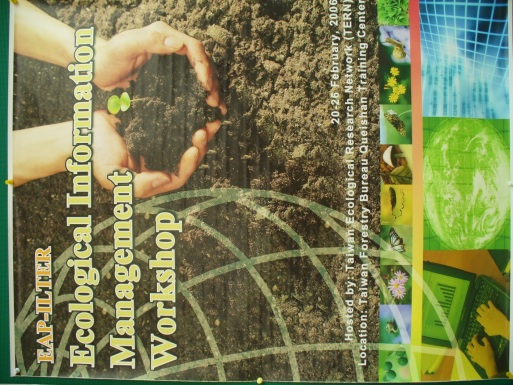 EAP-ILTER
Ecological Information
Management
Workshop
20-26 February, 2006
Hosted by :Taiwan Ecological Research Network (TERN)
Location: Taiwan Forestry Bureau Queishan Training Center